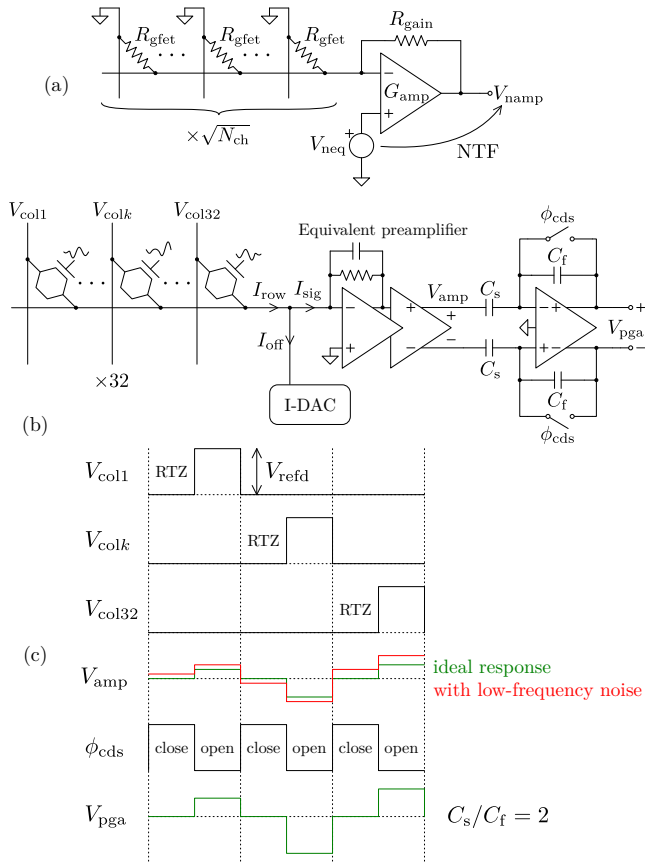 R_gfet R_gfet R_gfet R_gain
(a) · · · · · · − G_amp + V_namp
×√N_ch V_neq + NTF
V_col1 V_colk V_col32 ϕ_cds
Equivalent preamplifier C_f
· · · · · · I_row I_sig − + V_amp + − C_s − + +
I_off + − C_s + − V_pga −
×32 I-DAC C_f
(b) ϕ_cds
V_col1 RTZ V_refd
V_colk RTZ
V_col32 RTZ
(c)
V_amp ideal response
with low-frequency noise
ϕ_cds close open close open close open
V_pga C_s/C_f = 2